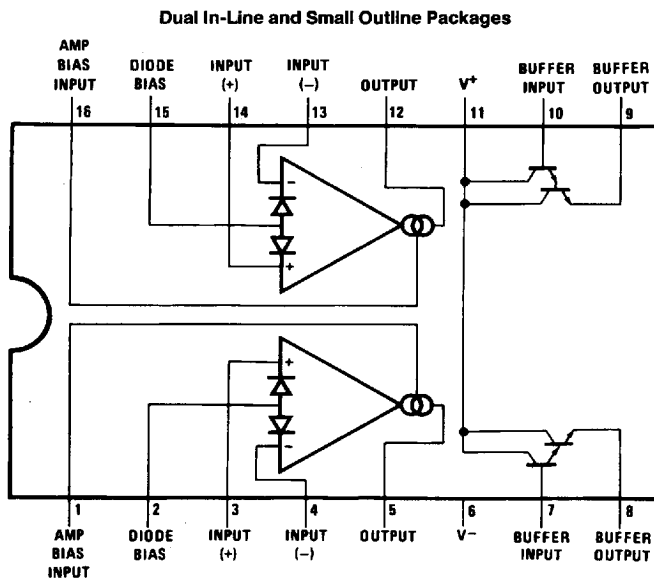 Dual In-Line and Small Outline Packages
AMP
BIAS
INPUT
DIODE
BIAS
INPUT
(+)
INPUT
(−)
OUTPUT
V+
BUFFER
INPUT
BUFFER
OUTPUT
16 15 14 13 12 11 10 9
−
+
+
−
1 2 3 4 5 6 7 8
AMP
BIAS
INPUT
DIODE
BIAS
INPUT
(+)
INPUT
(−)
OUTPUT
V−
BUFFER
INPUT
BUFFER
OUTPUT